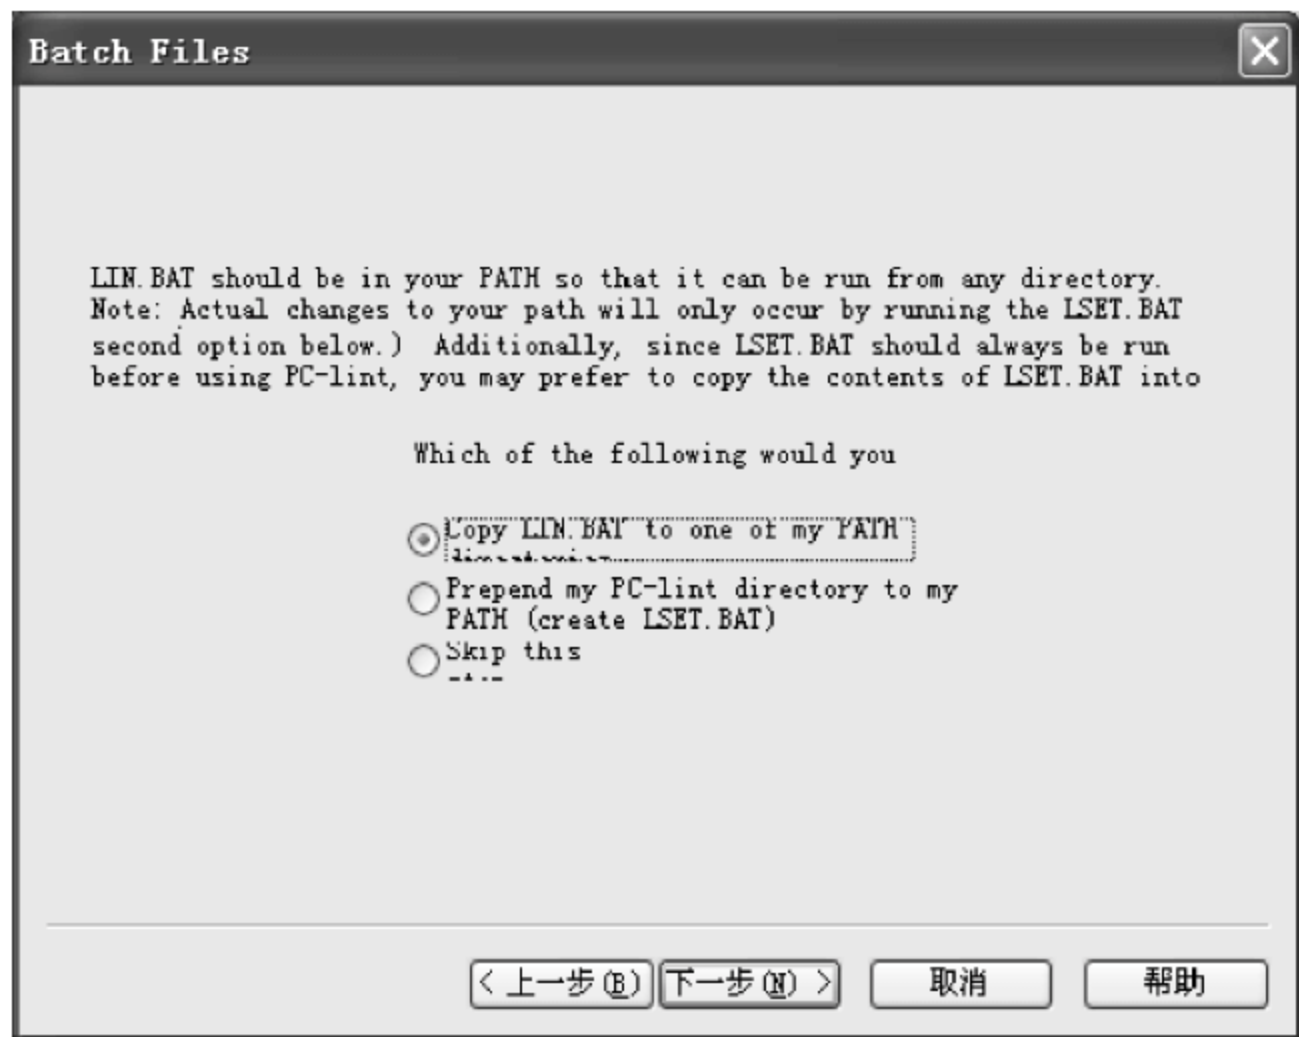 Batch Files
LIN.BAT should be in your PATH so that it can be run from any directory.
Note: Actual changes to your path will only occur by running the LSET.BAT
second option below.) Additionally, since LSET.BAT should always be run
before using PC-lint, you may prefer to copy the contents of LSET.BAT into
Which of the following would you
Copy LIN.BAT to one of my PATH
Prepend my PC-lint directory to my
PATH (create LSET.BAT)
Skip this
< 上一步(B) 下一步(N) > 取消 帮助